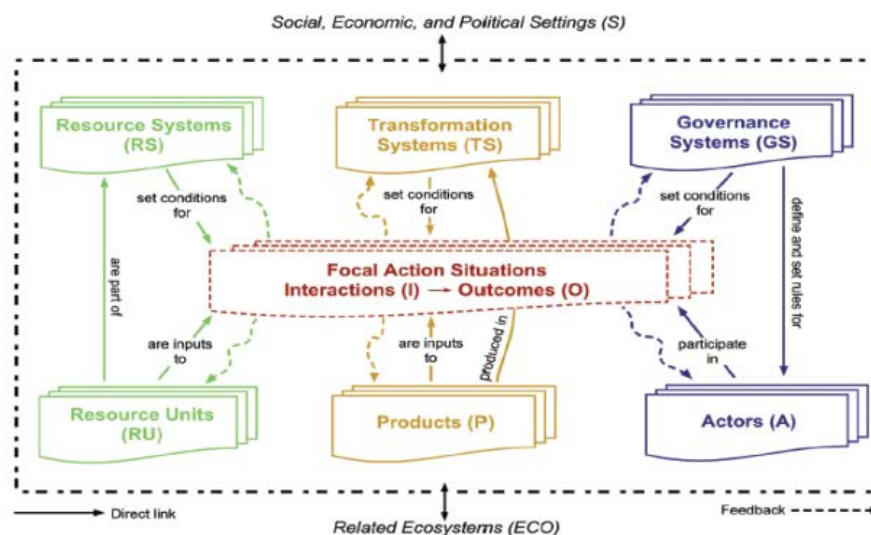 Social, Economic, and Political Settings (S)
Resource Systems
(RS)
Transformation
Systems (TS)
Governance
Systems (GS)
set conditions
for
set conditions
for
set conditions
for
are part of
define and set rules for
Focal Action Situations
Interactions (I) → Outcomes (O)
are inputs
to
are inputs
to
produced in
participate
in
Resource Units
(RU)
Products (P)
Actors (A)
Direct link
Related Ecosystems (ECO)
Feedback